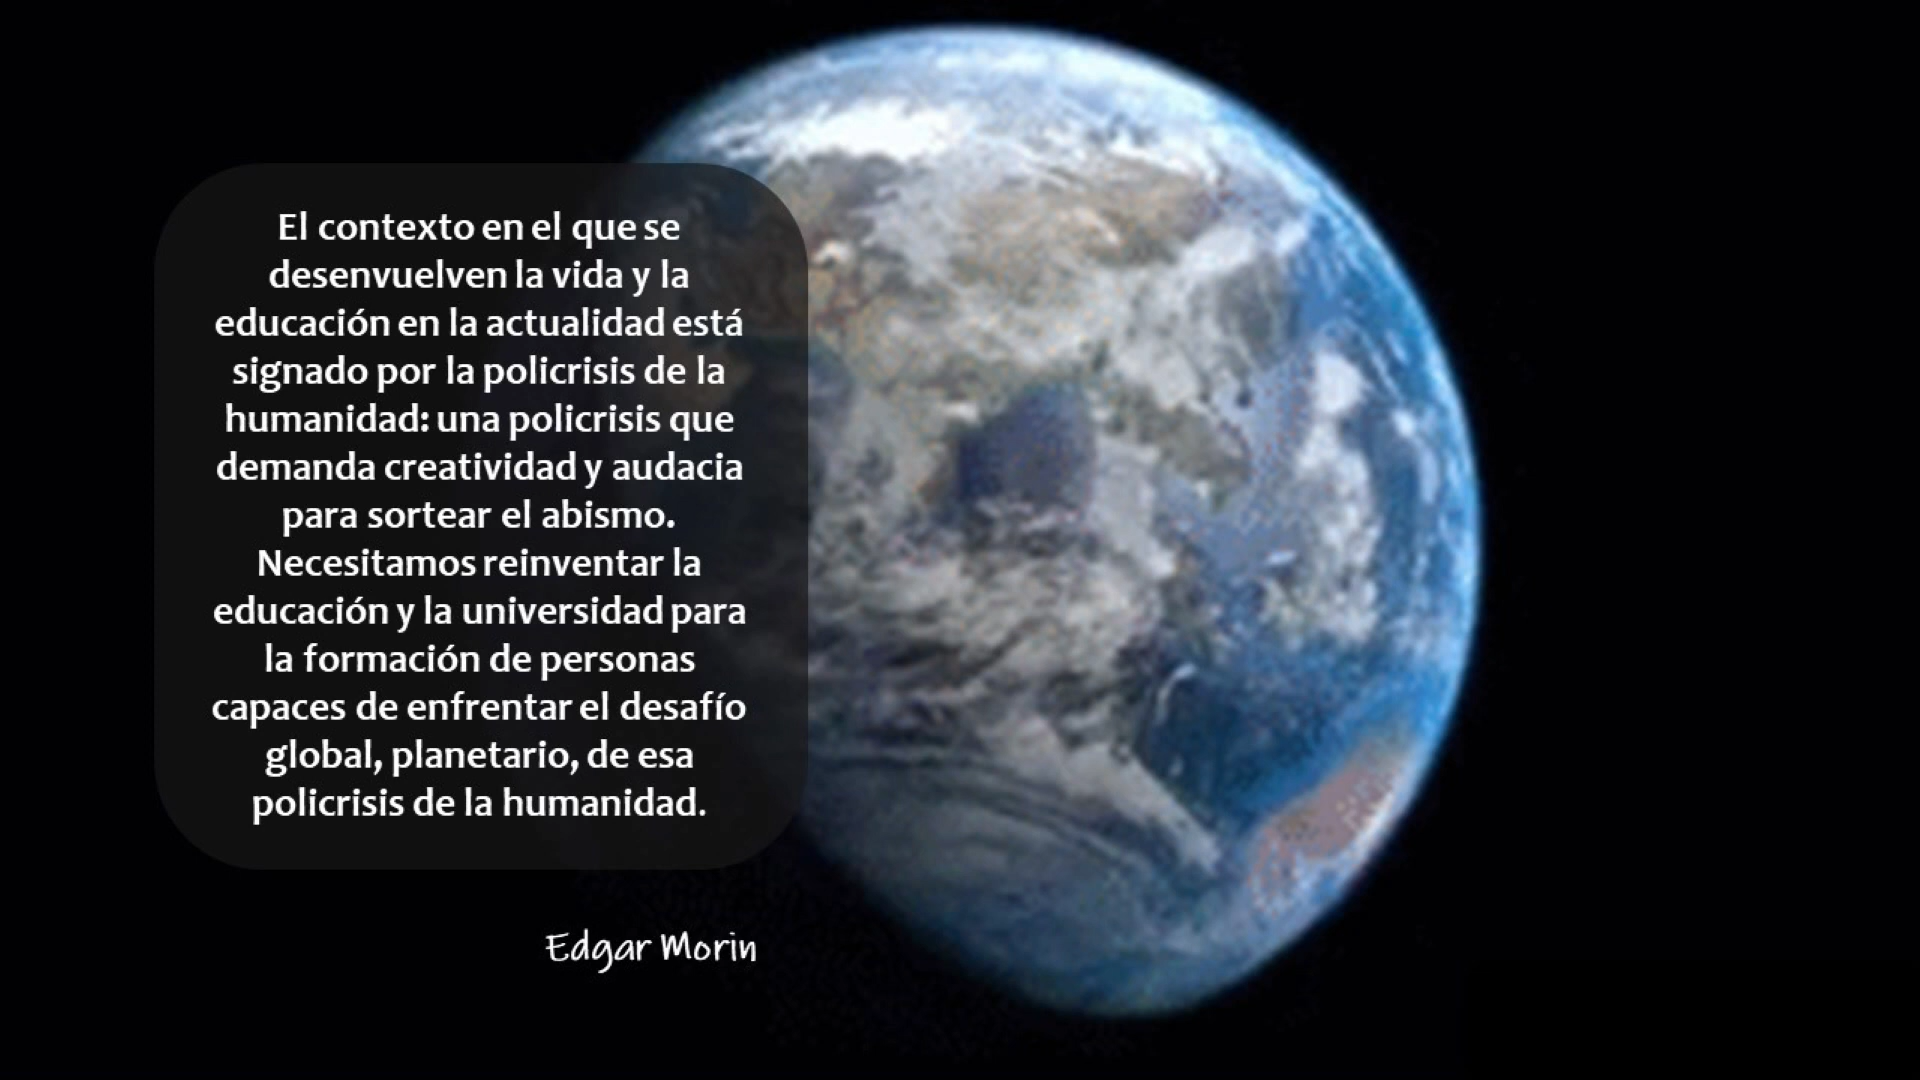 El contexto en el que se
desenvuelven la vida y la
educación en la actualidad está
signado por la policrisis de la
humanidad: una policrisis que
demanda creatividad y audacia
para sortear el abismo.
Necesitamos reinventar la
educación y la universidad para
la formación de personas
capaces de enfrentar el desafío
global, planetario, de esa
policrisis de la humanidad.
Edgar Morin